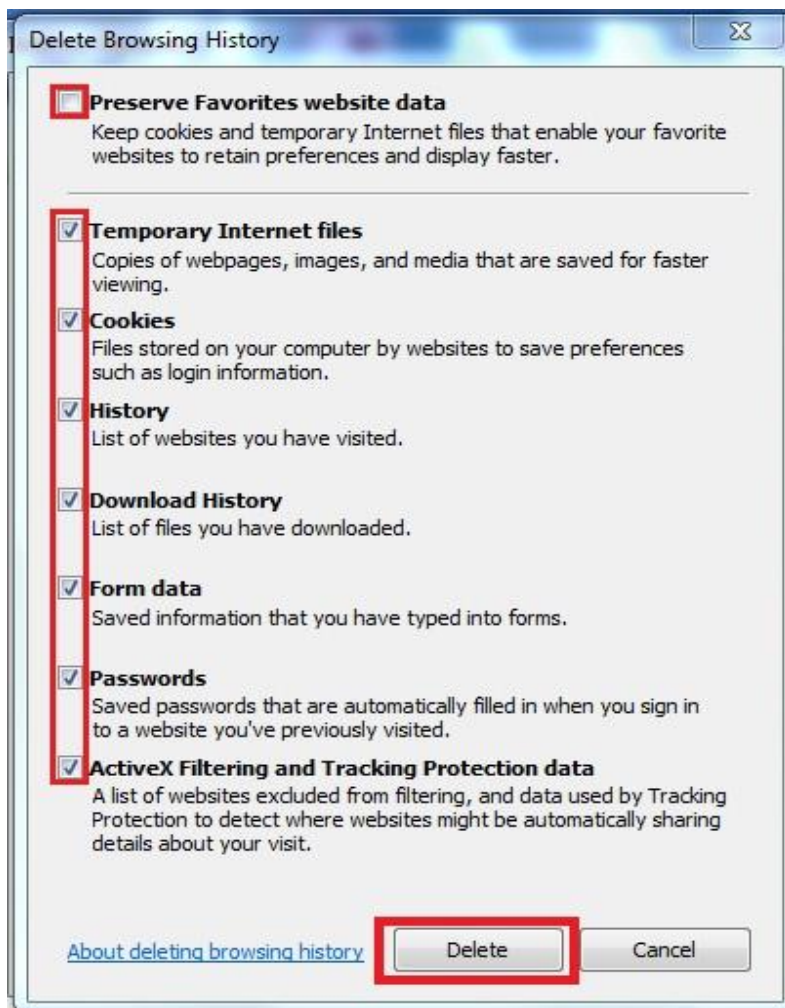 Delete Browsing History
Preserve Favorites website data
Keep cookies and temporary Internet files that enable your favorite
websites to retain preferences and display faster.
Temporary Internet files
Copies of webpages, images, and media that are saved for faster
viewing.
Cookies
Files stored on your computer by websites to save preferences
such as login information.
History
List of websites you have visited.
Download History
List of files you have downloaded.
Form data
Saved information that you have typed into forms.
Passwords
Saved passwords that are automatically filled in when you sign in
to a website you've previously visited.
ActiveX Filtering and Tracking Protection data
A list of websites excluded from filtering, and data used by Tracking
Protection to detect where websites might be automatically sharing
details about your visit.
About deleting browsing history
Delete
Cancel